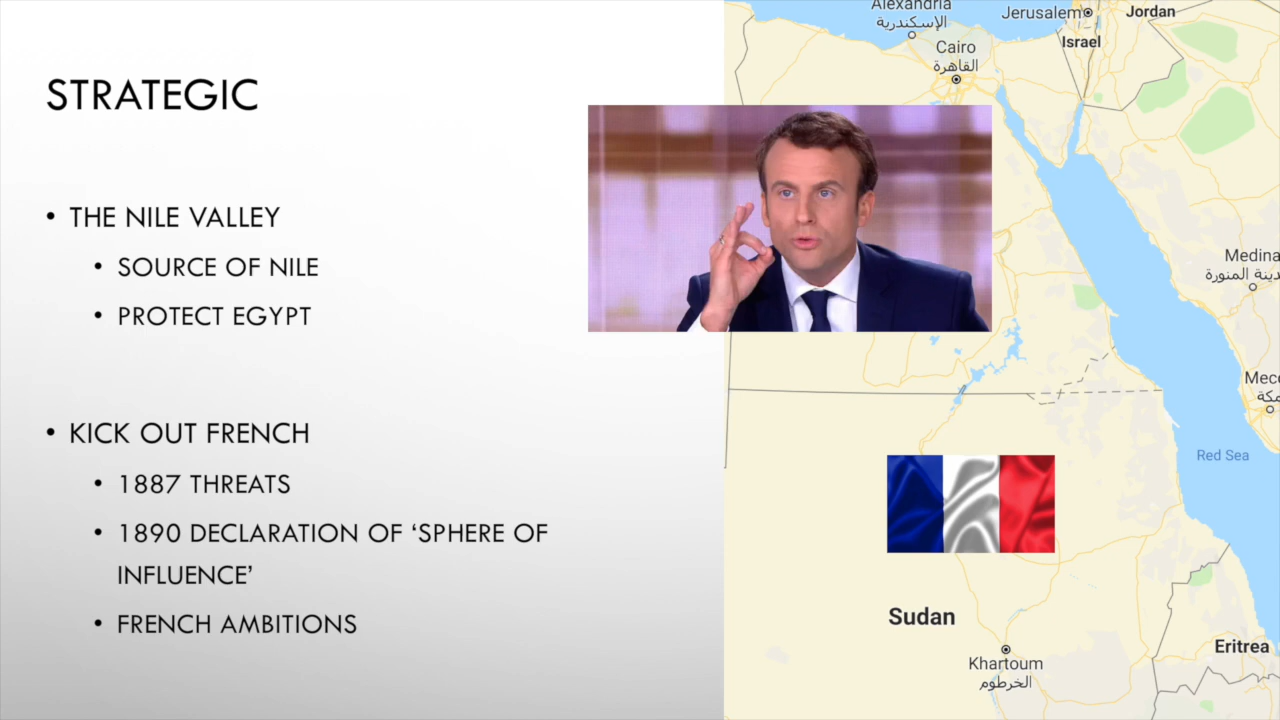 STRATEGIC
• THE NILE VALLEY
• SOURCE OF NILE
• PROTECT EGYPT
• KICK OUT FRENCH
• 1887 THREATS
• 1890 DECLARATION OF ‘SPHERE OF
INFLUENCE’
• FRENCH AMBITIONS
Alexandria
الإسكندرية
Cairo
القاهرة
Jerusalem
Jordan
Israel
Medina
المنورة
Red Sea
Sudan
Khartoum
الخرطوم
Eritrea